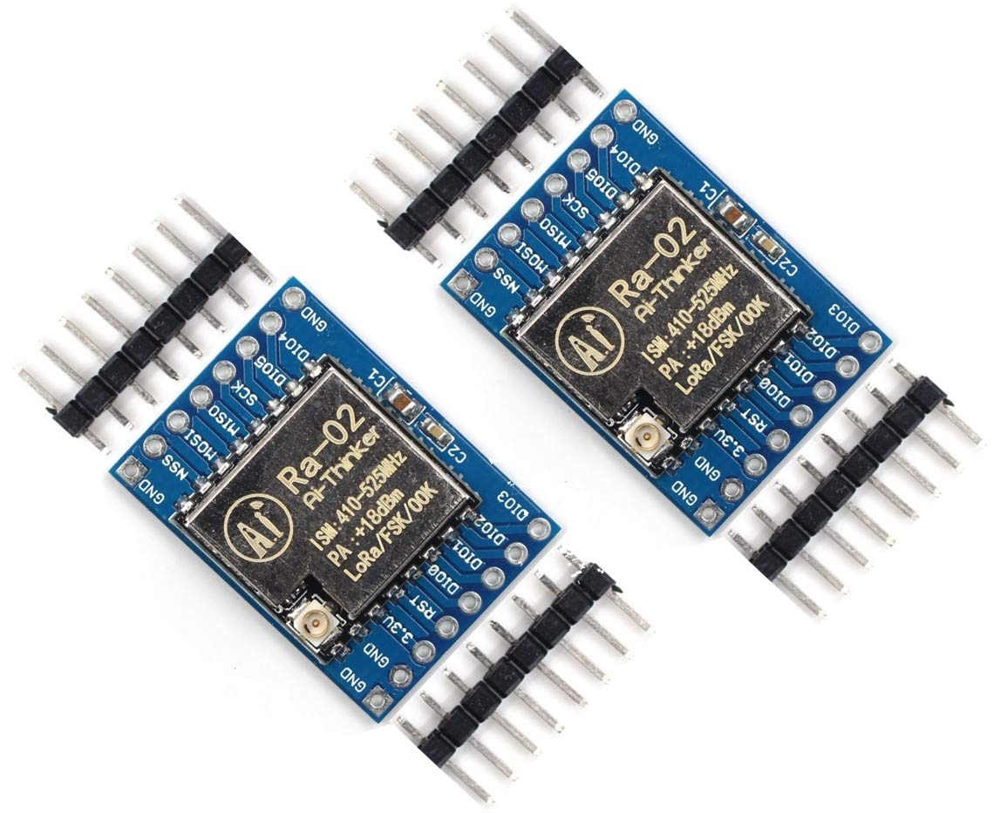 GND
DIO4
DIO5
SCK
MISO
MOSI
NSS
GND
C1
C2
Ra-02
Ai-Thinker
ISM:410-525MHz
PA:+18dBm
LoRa/FSK/OOK
Ai
DIO3
DIO2
DIO1
DIO0
RST
3.3V
GND
GND
GND
DIO4
DIO5
SCK
MISO
MOSI
NSS
GND
C1
C2
Ra-02
Ai-Thinker
ISM:410-525MHz
PA:+18dBm
LoRa/FSK/OOK
Ai
DIO3
DIO2
DIO1
DIO0
RST
3.3V
GND
GND